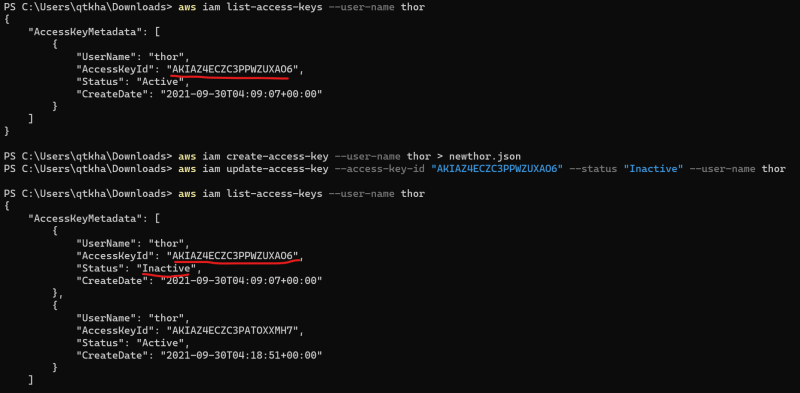 PS C:\Users\qtkha\Downloads> aws iam list-access-keys --user-name thor
{
    "AccessKeyMetadata": [
        {
            "UserName": "thor",
            "AccessKeyId": "AKIAZ4ECZC3PPWZUXAO6",
            "Status": "Active",
            "CreateDate": "2021-09-30T04:09:07+00:00"
        }
    ]
}
PS C:\Users\qtkha\Downloads> aws iam create-access-key --user-name thor > newthor.json
PS C:\Users\qtkha\Downloads> aws iam update-access-key --access-key-id "AKIAZ4ECZC3PPWZUXAO6" --status "Inactive" --user-name thor
PS C:\Users\qtkha\Downloads> aws iam list-access-keys --user-name thor
{
    "AccessKeyMetadata": [
        {
            "UserName": "thor",
            "AccessKeyId": "AKIAZ4ECZC3PPWZUXAO6",
            "Status": "Inactive",
            "CreateDate": "2021-09-30T04:09:07+00:00"
        },
        {
            "UserName": "thor",
            "AccessKeyId": "AKIAZ4ECZC3PATOXXMH7",
            "Status": "Active",
            "CreateDate": "2021-09-30T04:18:51+00:00"
        }
    ]